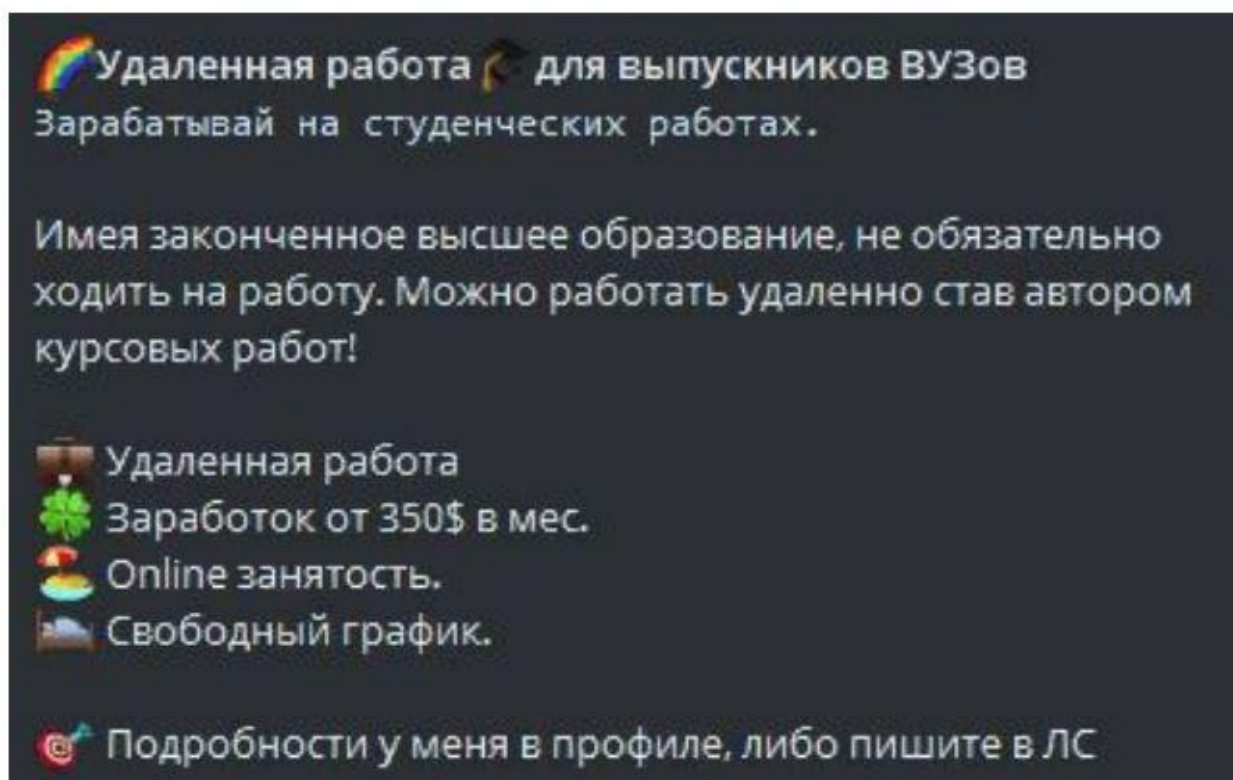 🌈Удаленная работа🎓 для выпускников ВУЗов
Зарабатывай на студенческих работах.
Имея законченное высшее образование, не обязательно
ходить на работу. Можно работать удаленно став автором
курсовых работ!
💼 Удаленная работа
🍀 Заработок от 350$ в мес.
🏖 Online занятость.
🛌 Свободный график.
🎯 Подробности у меня в профиле, либо пишите в ЛС